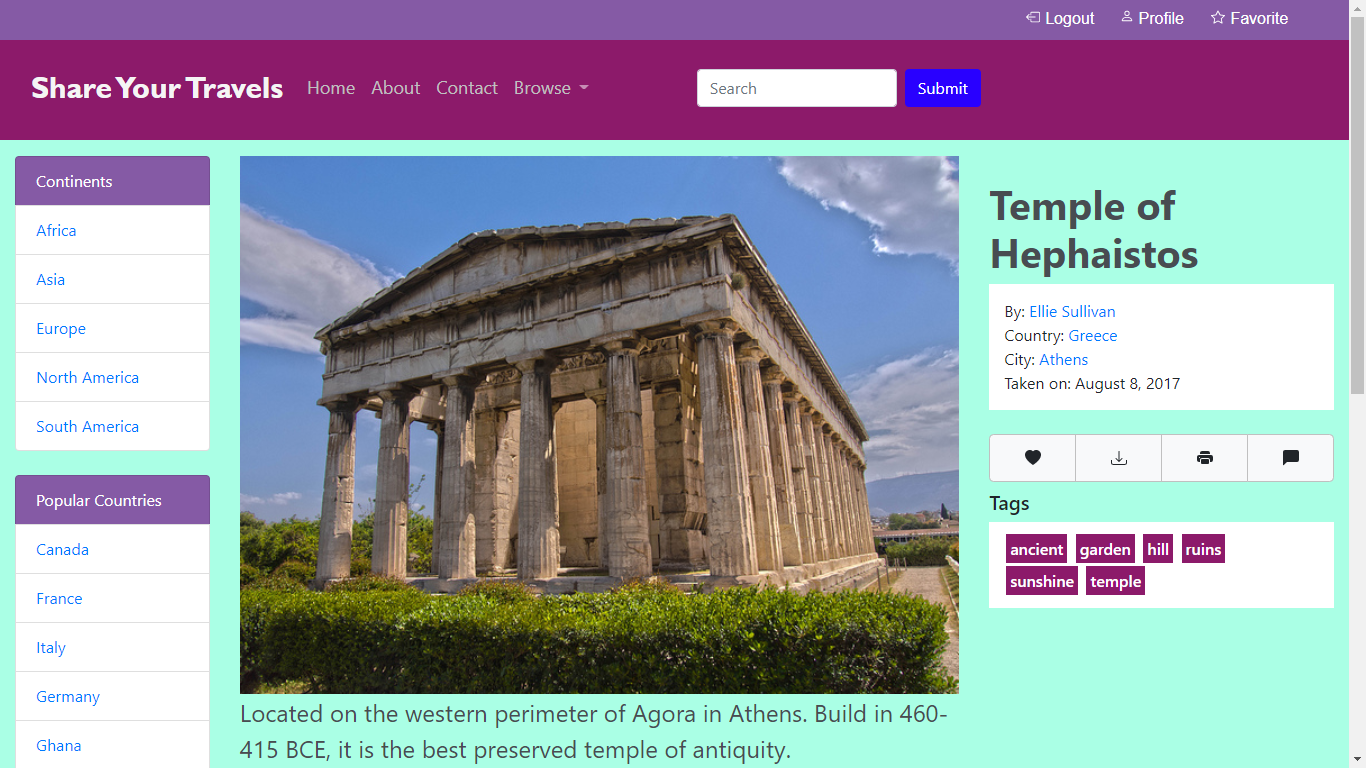 Logout Profile Favorite
Share Your Travels Home About Contact Browse Search Submit
Continents
Africa
Asia
Europe
North America
South America
Popular Countries
Canada
France
Italy
Germany
Ghana
Located on the western perimeter of Agora in Athens. Build in 460-
415 BCE, it is the best preserved temple of antiquity.
Temple of
Hephaistos
By: Ellie Sullivan
Country: Greece
City: Athens
Taken on: August 8, 2017
Tags
ancient garden hill ruins
sunshine temple